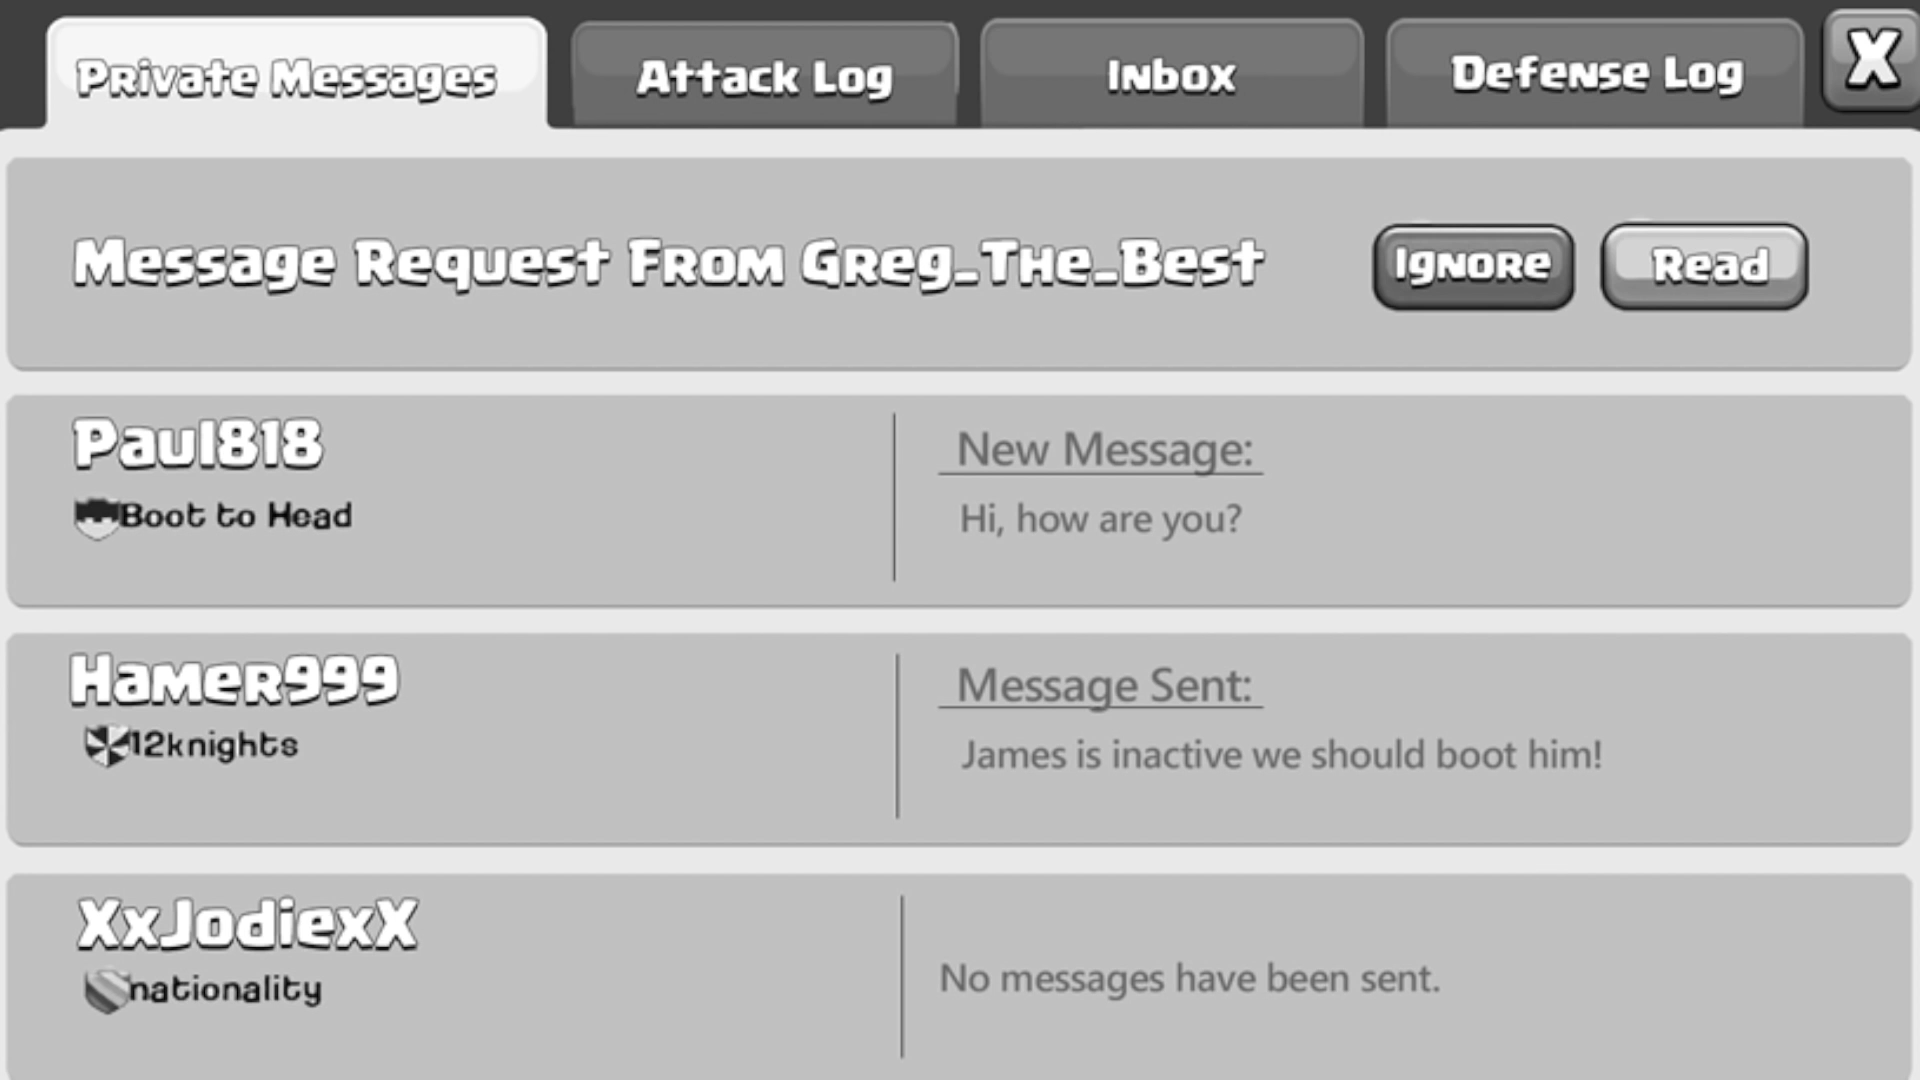 Private Messages
Attack Log
Inbox
Defense Log
X
Message Request From Greg_The_Best
Ignore
Read
Paul818
Boot to Head
New Message:
Hi, how are you?
Hamer999
12knights
Message Sent:
James is inactive we should boot him!
XxJodiexX
nationality
No messages have been sent.